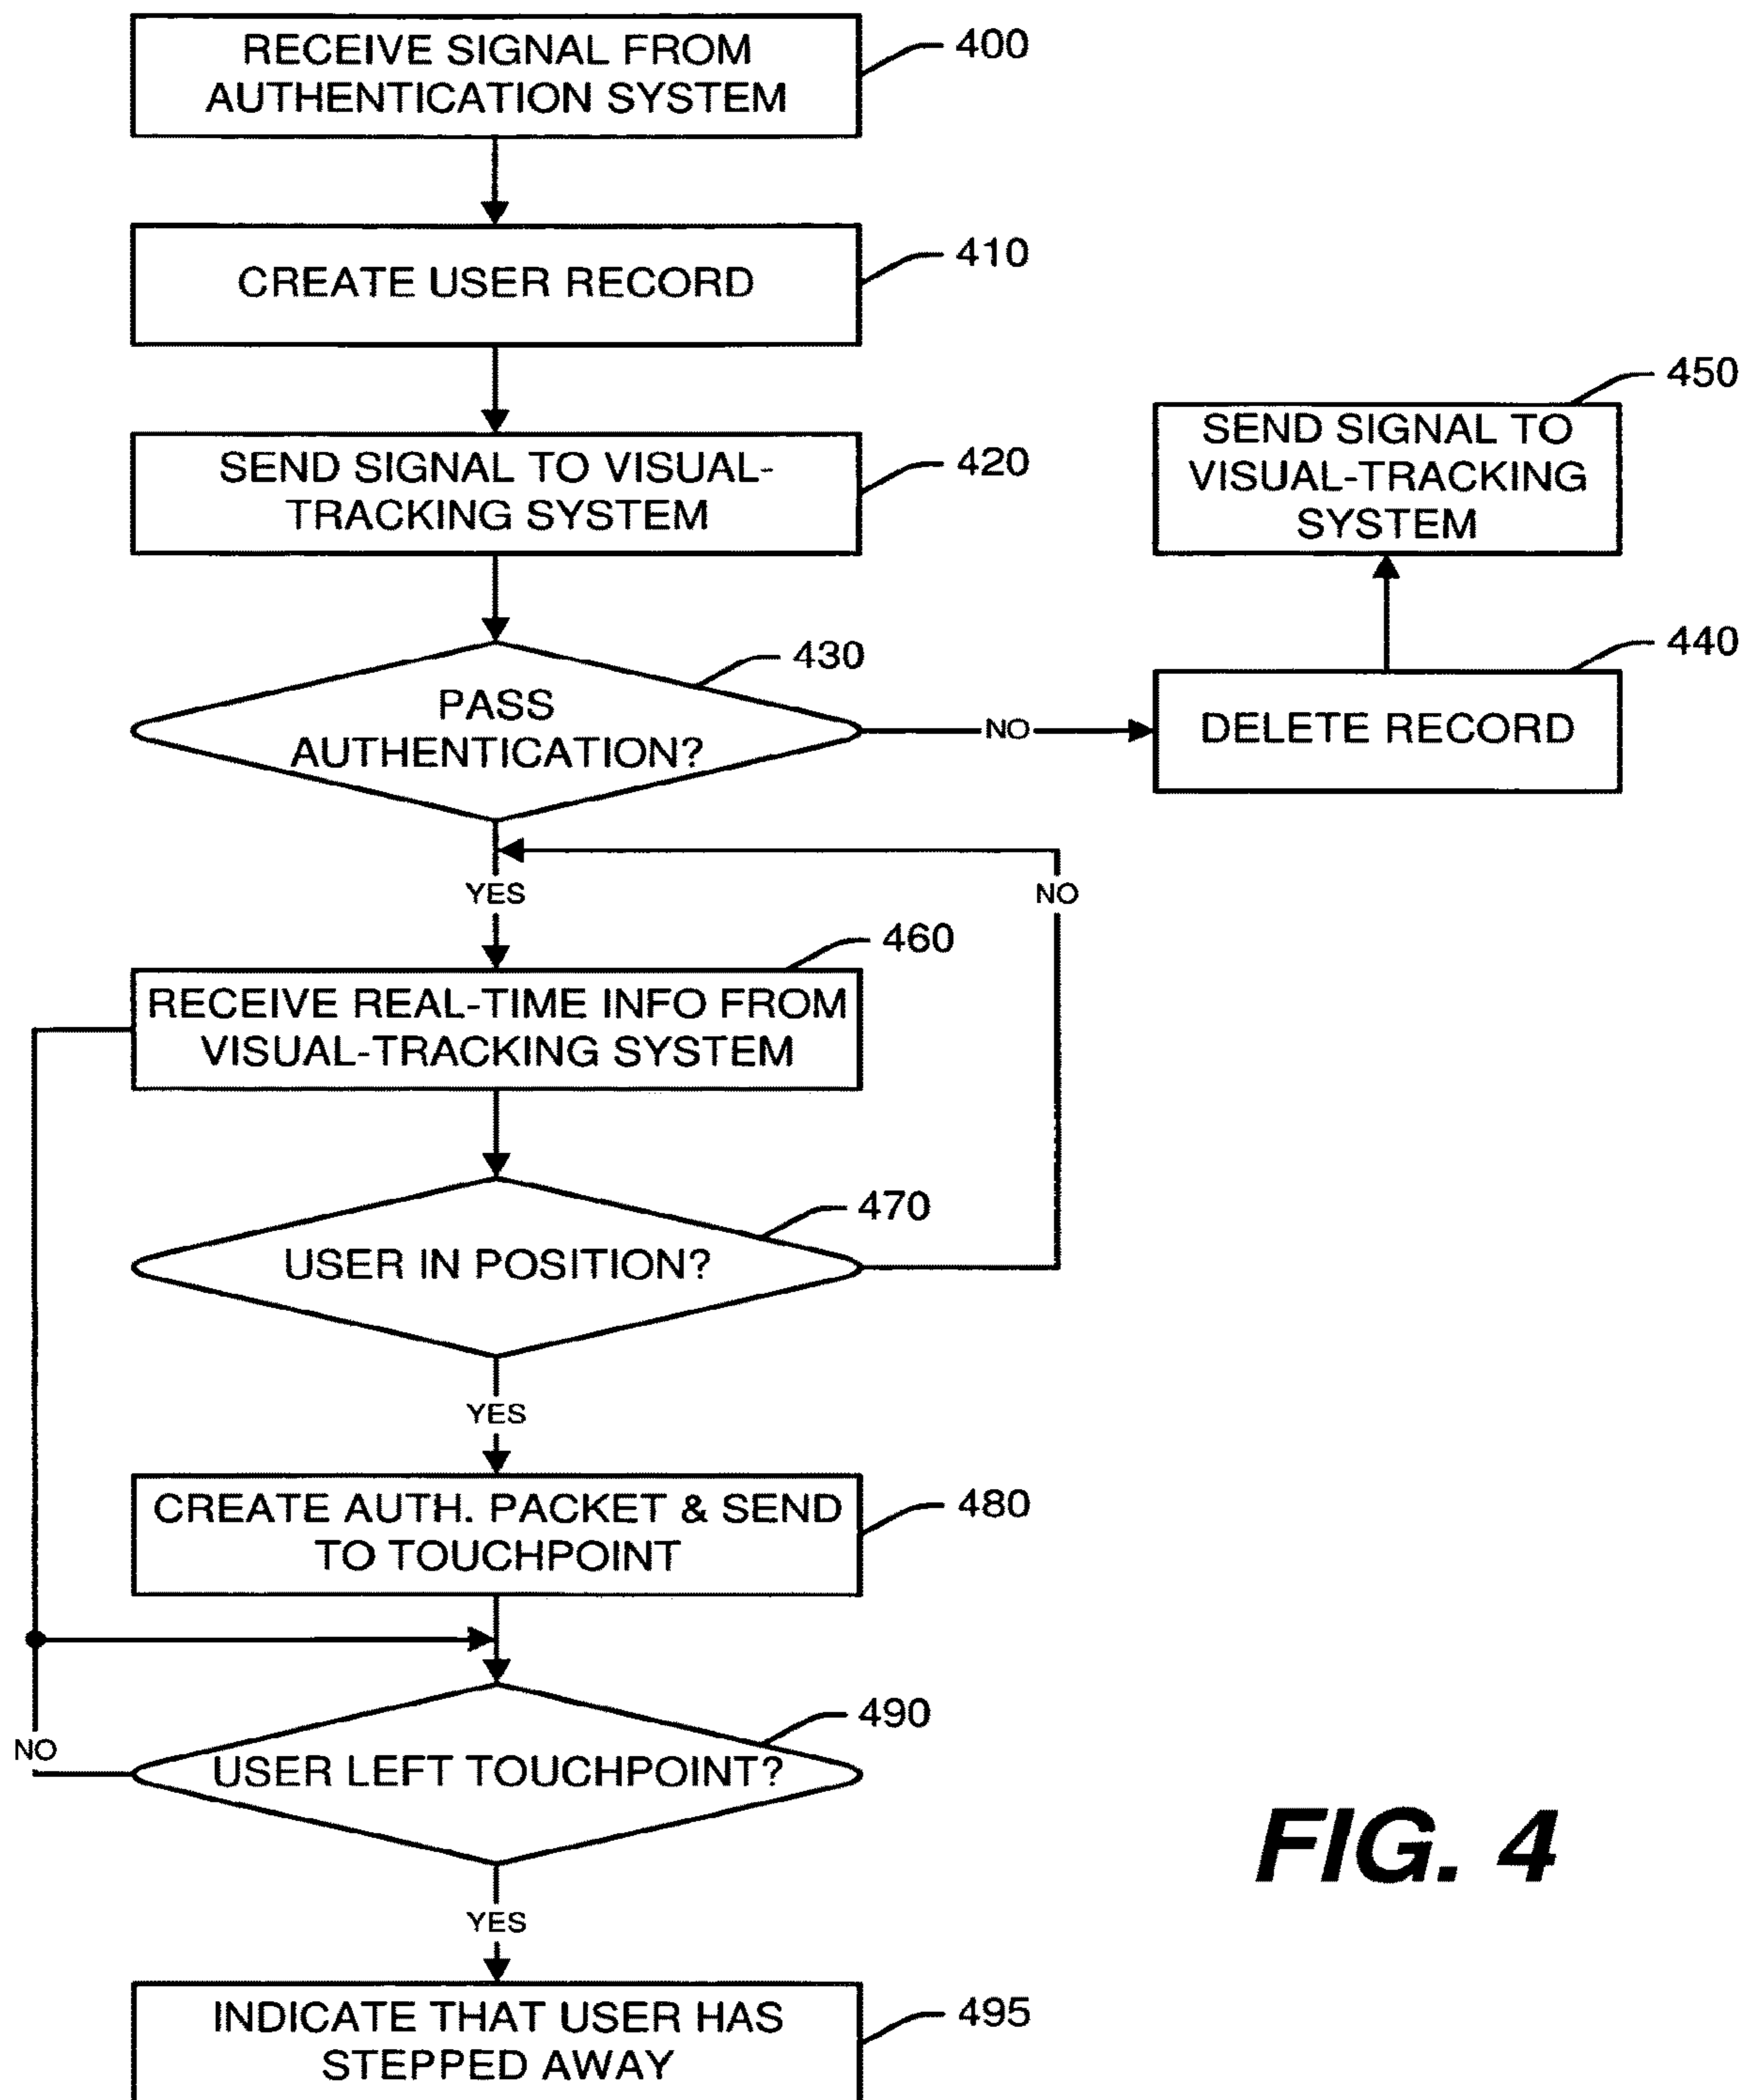 RECEIVE SIGNAL FROM
AUTHENTICATION SYSTEM
400
CREATE USER RECORD
410
SEND SIGNAL TO VISUAL-
TRACKING SYSTEM
420
450
SEND SIGNAL TO
VISUAL-TRACKING
SYSTEM
430
PASS
AUTHENTICATION?
NO
440
DELETE RECORD
YES
NO
460
RECEIVE REAL-TIME INFO FROM
VISUAL-TRACKING SYSTEM
470
USER IN POSITION?
YES
CREATE AUTH. PACKET & SEND
TO TOUCHPOINT
480
490
USER LEFT TOUCHPOINT?
NO
YES
FIG. 4
INDICATE THAT USER HAS
STEPPED AWAY
495